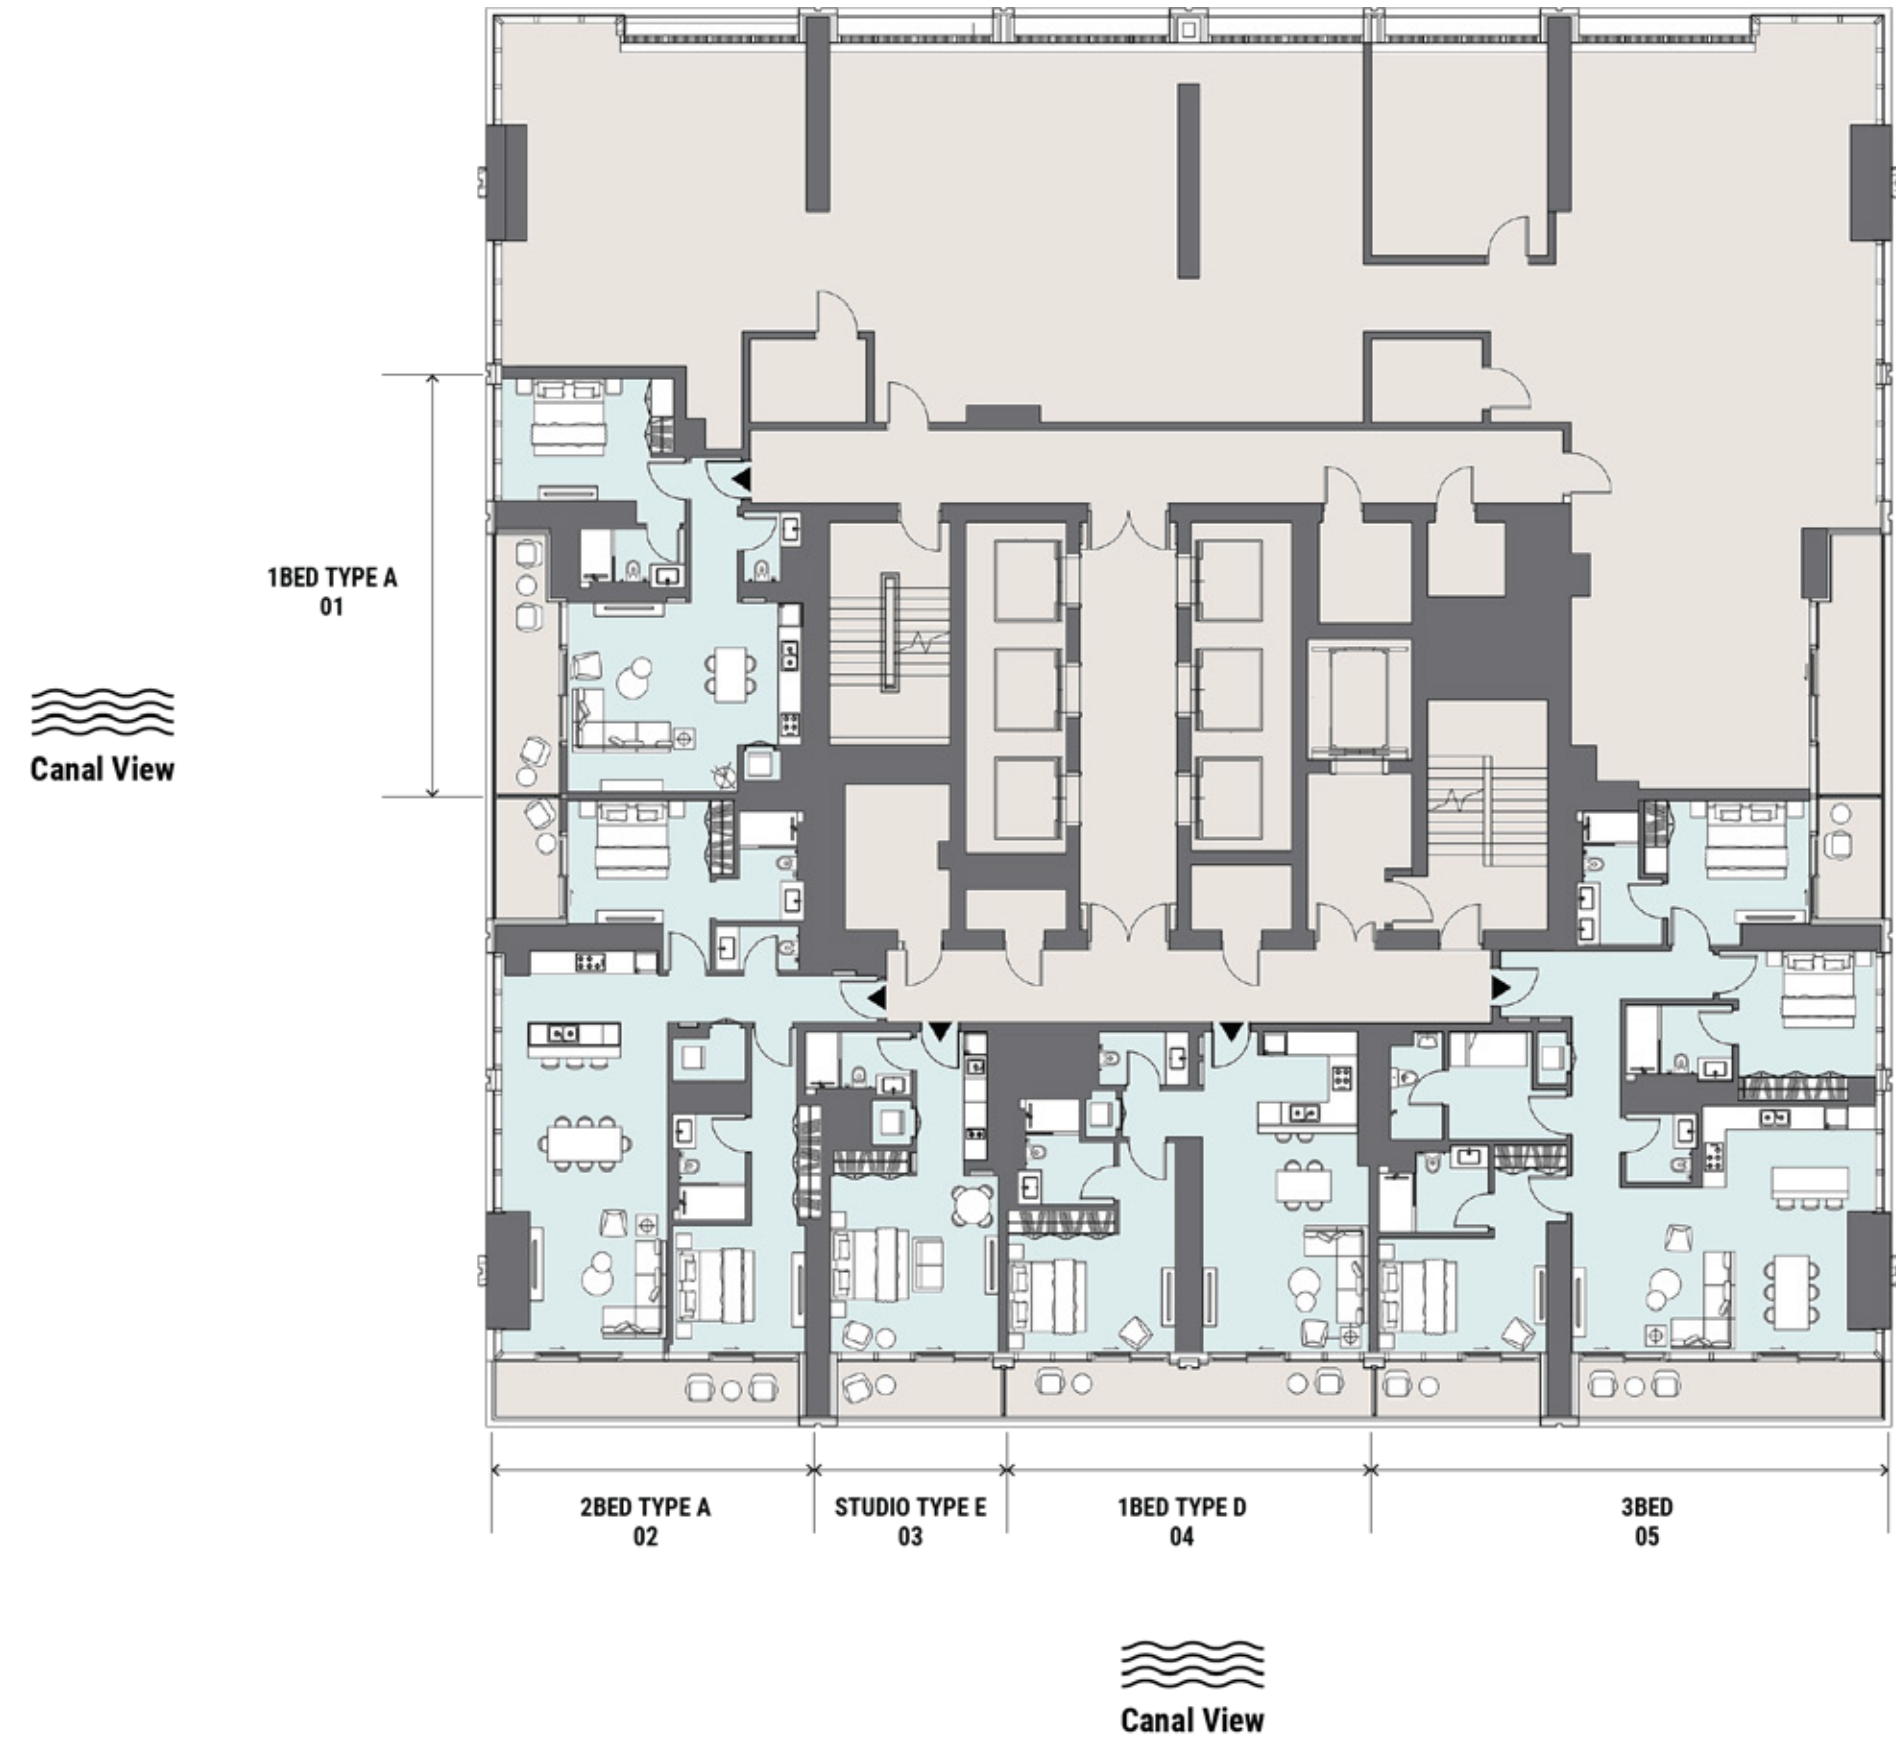 1BED TYPE A
01
Canal View
2BED TYPE A
02
STUDIO TYPE E
03
1BED TYPE D
04
3BED
05
Canal View